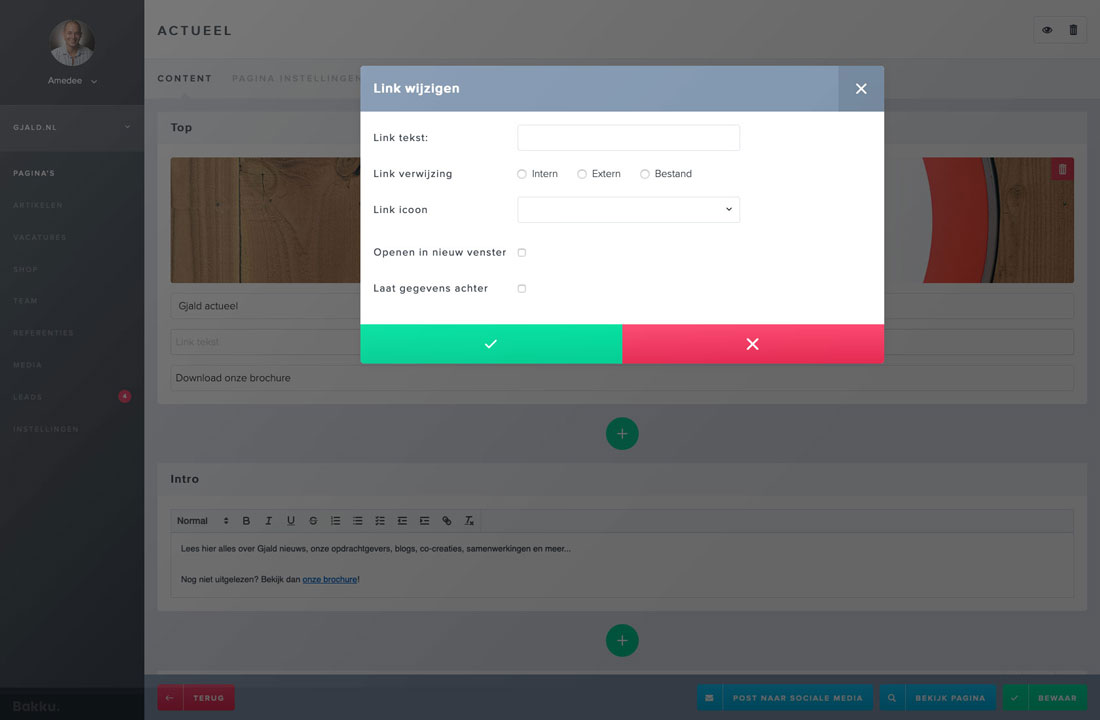 Amedee
GJALD.NL
PAGINA'S
ARTIKELEN
VACATURES
SHOP
TEAM
REFERENTIES
MEDIA
LEADS 4
INSTELLINGEN
Bakku.
ACTUEEL
CONTENT PAGINA INSTELLINGEN
Top
Gjald actueel
Link tekst
Download onze brochure
Link wijzigen
Link tekst:
Link verwijzing Intern Extern Bestand
Link icoon
Openen in nieuw venster
Laat gegevens achter
Intro
Normal B I U S
Lees hier alles over Gjald nieuws, onze opdrachtgevers, blogs, co-creaties, samenwerkingen en meer...
Nog niet uitgelezen? Bekijk dan onze brochure!
TERUG POST NAAR SOCIALE MEDIA BEKIJK PAGINA BEWAAR